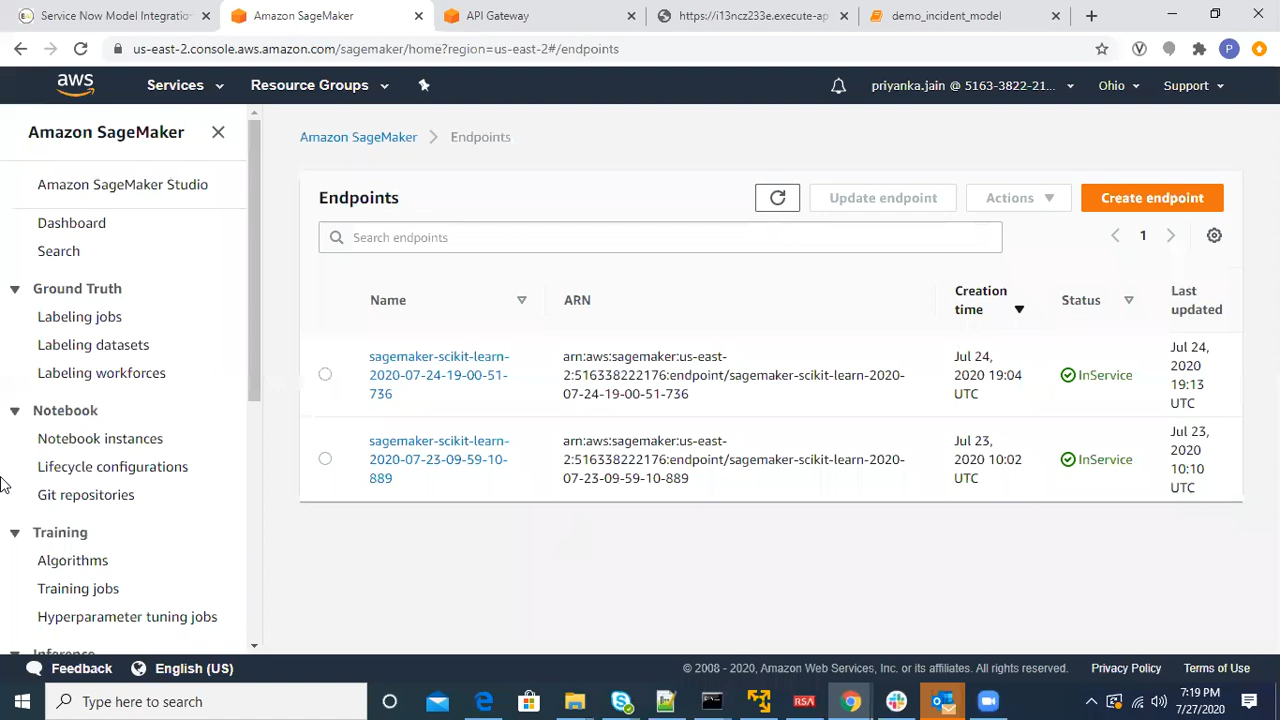 Service Now Model Integration
Amazon SageMaker
API Gateway
https://i13ncz233e.execute-ap
demo_incident_model
us-east-2.console.aws.amazon.com/sagemaker/home?region=us-east-2#/endpoints
P
aws
Services
Resource Groups
priyanka.jain @ 5163-3822-21...
Ohio
Support
Amazon SageMaker
Amazon SageMaker Studio
Dashboard
Search
Ground Truth
Labeling jobs
Labeling datasets
Labeling workforces
Notebook
Notebook instances
Lifecycle configurations
Git repositories
Training
Algorithms
Training jobs
Hyperparameter tuning jobs
Inference
Amazon SageMaker
Endpoints
Endpoints
Update endpoint
Actions
Create endpoint
Search endpoints
1
Name
ARN
Creation
time
Status
Last
updated
sagemaker-scikit-learn-
2020-07-24-19-00-51-
736
arn:aws:sagemaker:us-east-
2:516338222176:endpoint/sagemaker-scikit-learn-2020-
07-24-19-00-51-736
Jul 24,
2020 19:04
UTC
InService
Jul 24,
2020
19:13
UTC
sagemaker-scikit-learn-
2020-07-23-09-59-10-
889
arn:aws:sagemaker:us-east-
2:516338222176:endpoint/sagemaker-scikit-learn-2020-
07-23-09-59-10-889
Jul 23,
2020 10:02
UTC
InService
Jul 23,
2020
10:10
UTC
Feedback
English (US)
© 2008 - 2020, Amazon Web Services, Inc. or its affiliates. All rights reserved.
Privacy Policy
Terms of Use
Type here to search
RSA
7:19 PM
7/27/2020